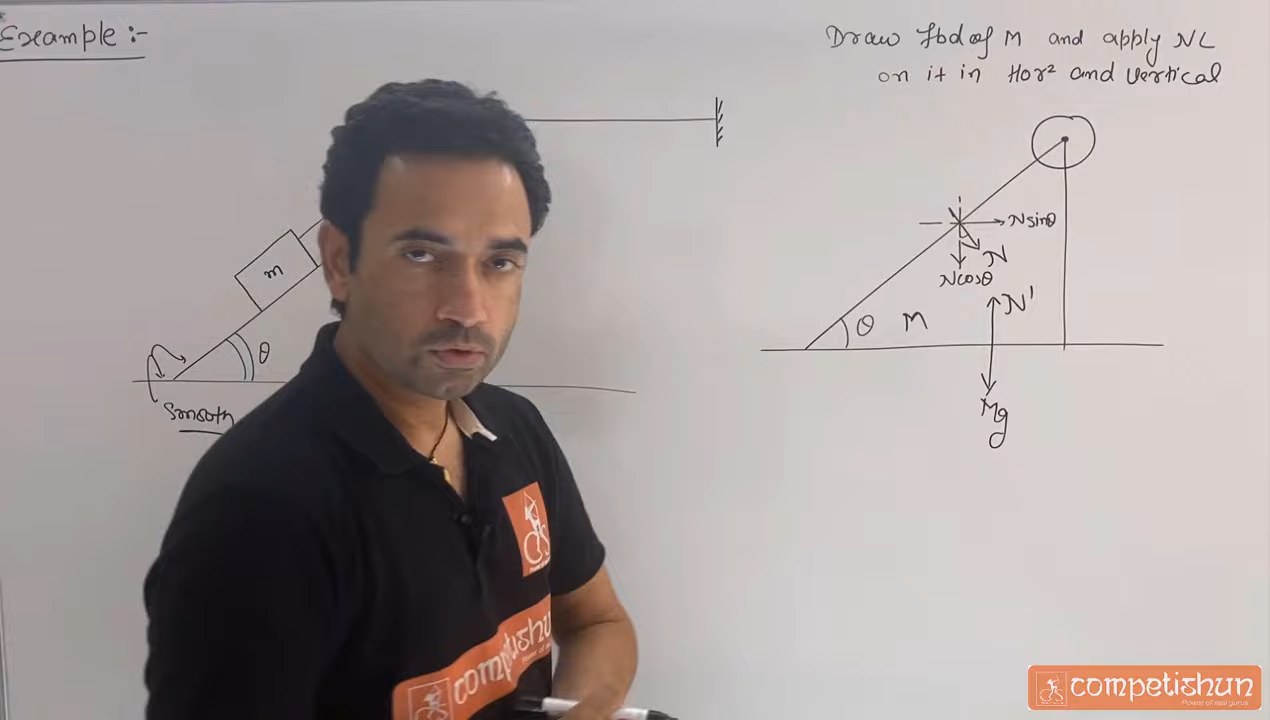 Example :-
Draw fbd of M and apply NL
on it in Horz and vertical
m
θ
Smooth
N sinθ
N
N cosθ
N'
θ M
Mg
competishun
competishun
Power of real gurus